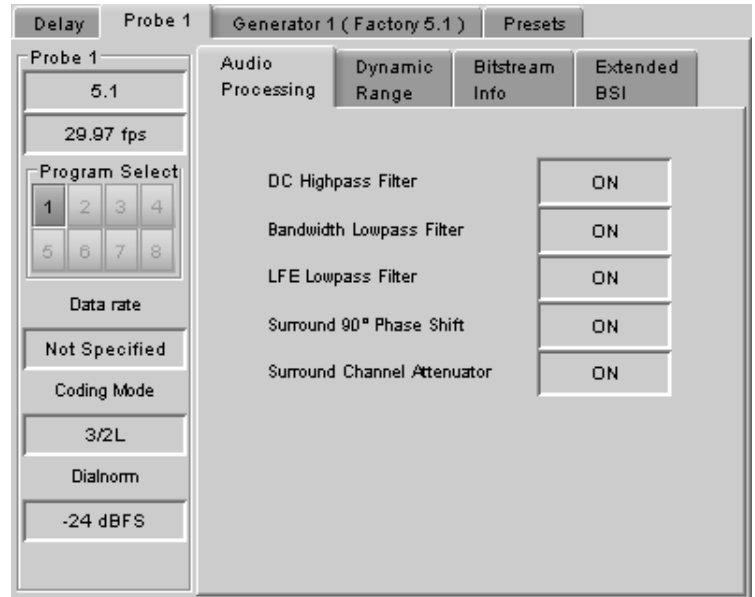 Delay
Probe 1
Generator 1 ( Factory 5.1 )
Presets
Probe 1
5.1
29.97 fps
Program Select
1 2 3 4
5 6 7 8
Data rate
Not Specified
Coding Mode
3/2L
Dialnorm
-24 dBFS
Audio
Processing
Dynamic
Range
Bitstream
Info
Extended
BSI
DC Highpass Filter ON
Bandwidth Lowpass Filter ON
LFE Lowpass Filter ON
Surround 90° Phase Shift ON
Surround Channel Attenuator ON